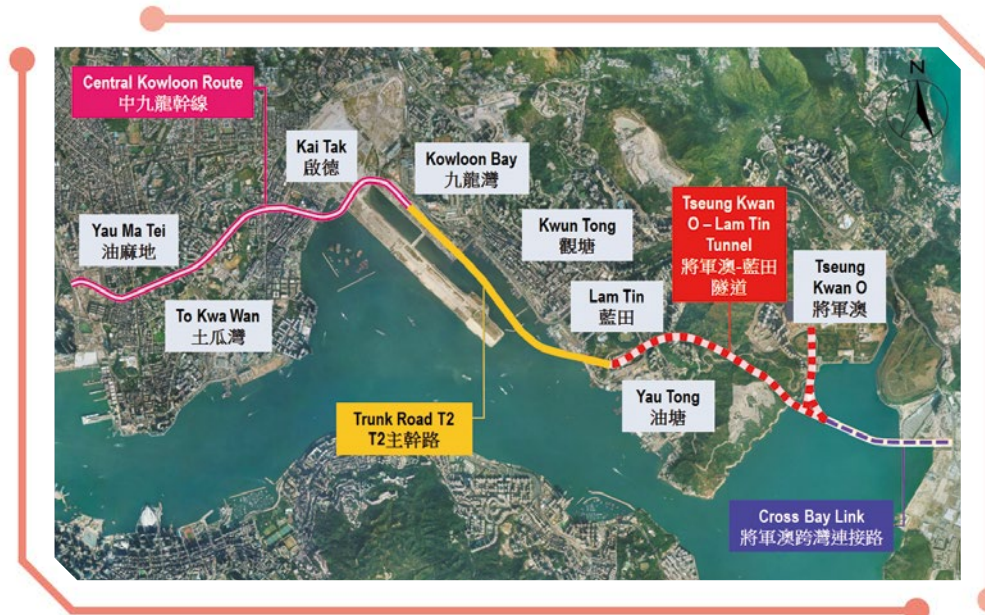 N
Central Kowloon Route
中九龍幹線
Kai Tak
啟德
Kowloon Bay
九龍灣
Yau Ma Tei
油麻地
Kwun Tong
觀塘
Tseung Kwan
O – Lam Tin
Tunnel
將軍澳-藍田
隧道
Tseung
Kwan O
將軍澳
To Kwa Wan
土瓜灣
Lam Tin
藍田
Yau Tong
油塘
Trunk Road T2
T2主幹路
Cross Bay Link
將軍澳跨灣連接路